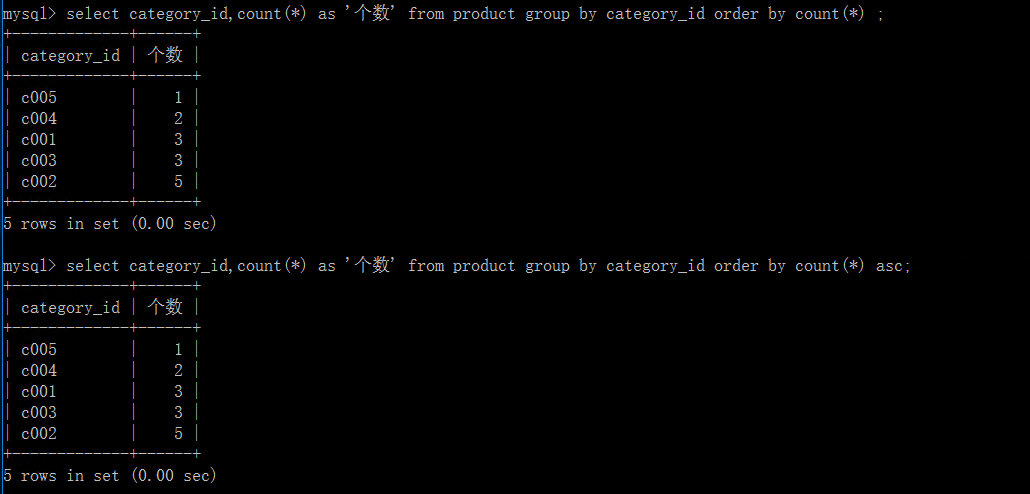 mysql> select category_id,count(*) as '个数' from product group by category_id order by count(*) ;
+-------------+------+
| category_id | 个数 |
+-------------+------+
| c005        |    1 |
| c004        |    2 |
| c001        |    3 |
| c003        |    3 |
| c002        |    5 |
+-------------+------+
5 rows in set (0.00 sec)

mysql> select category_id,count(*) as '个数' from product group by category_id order by count(*) asc;
+-------------+------+
| category_id | 个数 |
+-------------+------+
| c005        |    1 |
| c004        |    2 |
| c001        |    3 |
| c003        |    3 |
| c002        |    5 |
+-------------+------+
5 rows in set (0.00 sec)